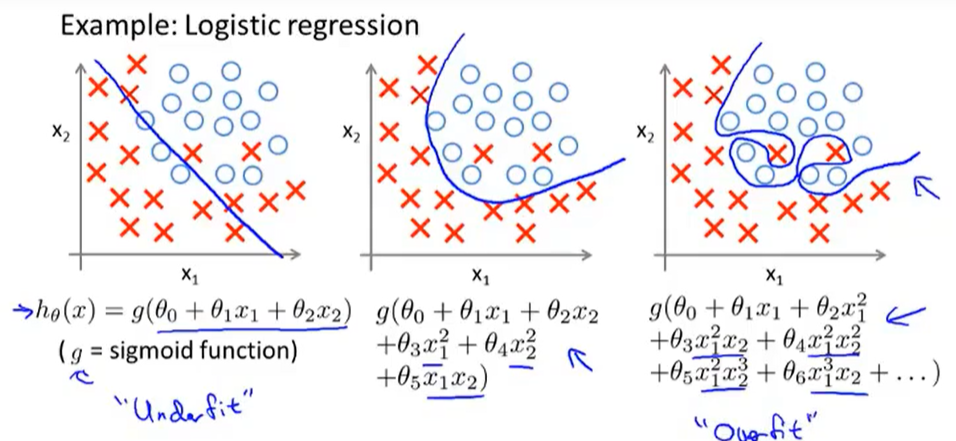 Example: Logistic regression
x₂
x₁
x₂
x₁
x₂
x₁
→h_θ(x) = g(θ₀ + θ₁x₁ + θ₂x₂)
(g = sigmoid function)
"Underfit"
g(θ₀ + θ₁x₁ + θ₂x₂
+θ₃x₁² + θ₄x₂²
+θ₅x₁x₂)
g(θ₀ + θ₁x₁ + θ₂x₁²
+θ₃x₁²x₂ + θ₄x₁²x₂²
+θ₅x₁²x₂³ + θ₆x₁³x₂ + ...)
"Overfit"